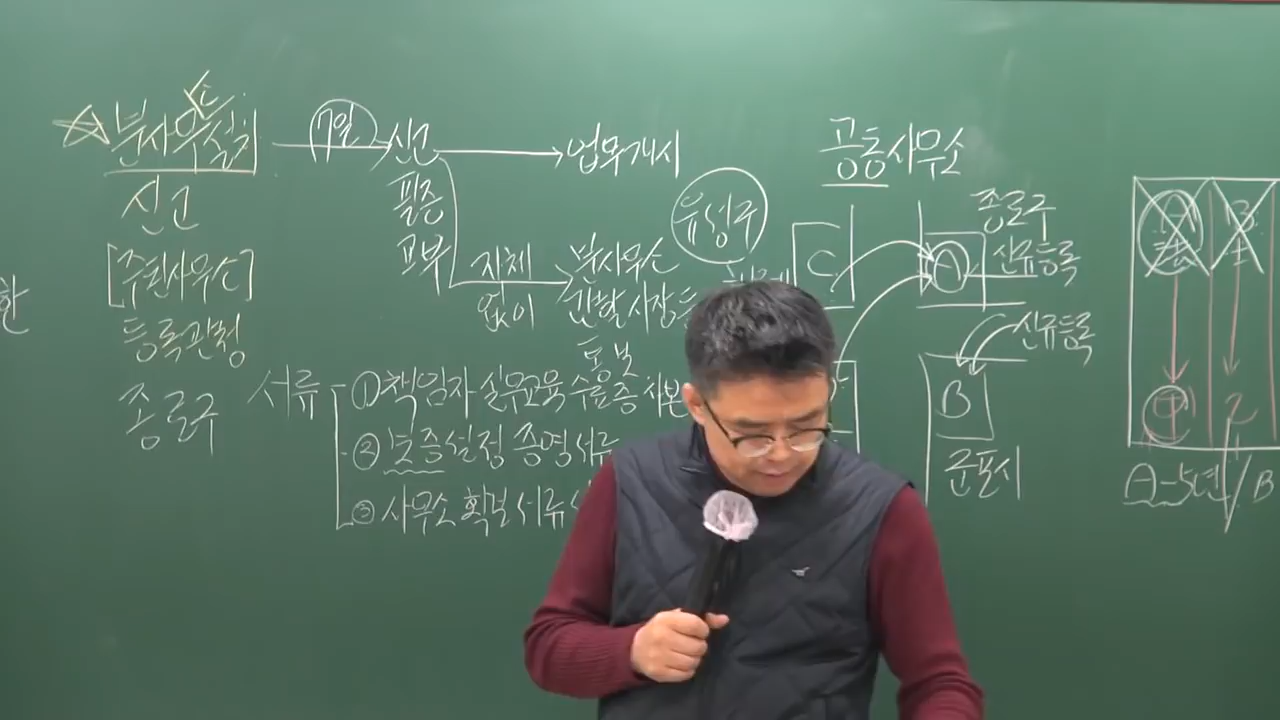 한
☆분사무소설치
신고
[주된사무소]
등록관청
종로구
7일
신고
필증
교부
업무개시
지체
없이
분사무소
관할 시장 등
통보
유성구
서류
① 책임자 실무교육 수료증 사본
② 보증설정 증명서류
③ 사무소 확보 서류
공동사무소
C
A
종로구
신규등록
신규등록
B
군포시
A-5년/B